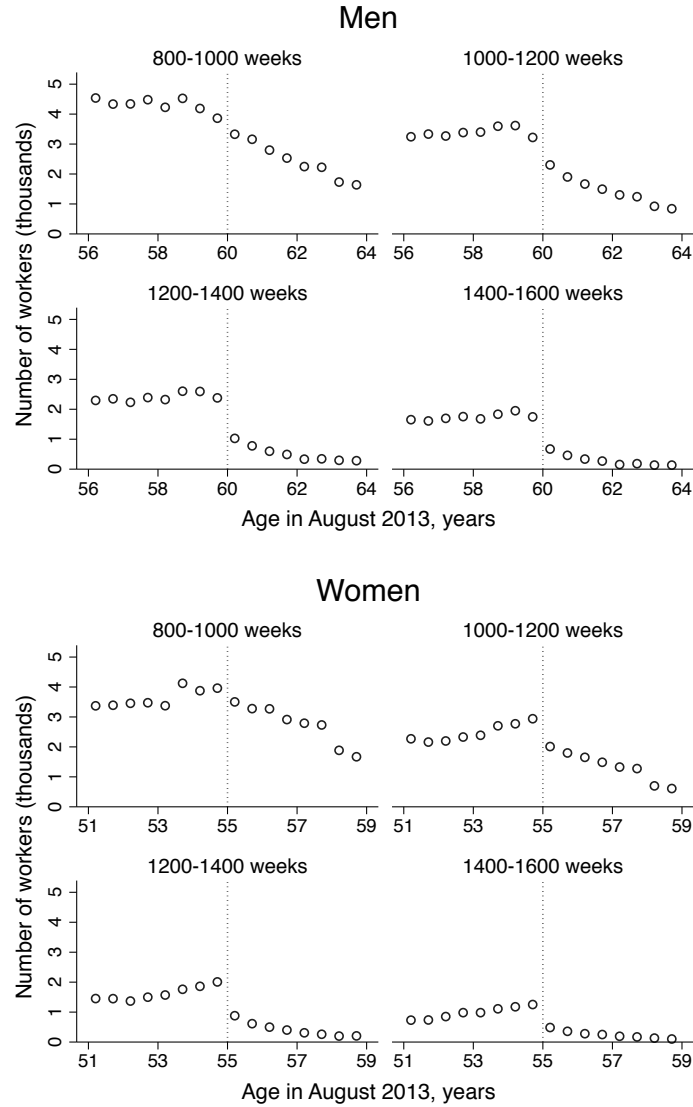 Men
800-1000 weeks
1000-1200 weeks
Number of workers (thousands)
0 1 2 3 4 5
56 58 60 62 64
56 58 60 62 64
1200-1400 weeks
1400-1600 weeks
0 1 2 3 4 5
56 58 60 62 64
56 58 60 62 64
Age in August 2013, years
Women
800-1000 weeks
1000-1200 weeks
Number of workers (thousands)
0 1 2 3 4 5
51 53 55 57 59
51 53 55 57 59
1200-1400 weeks
1400-1600 weeks
0 1 2 3 4 5
51 53 55 57 59
51 53 55 57 59
Age in August 2013, years